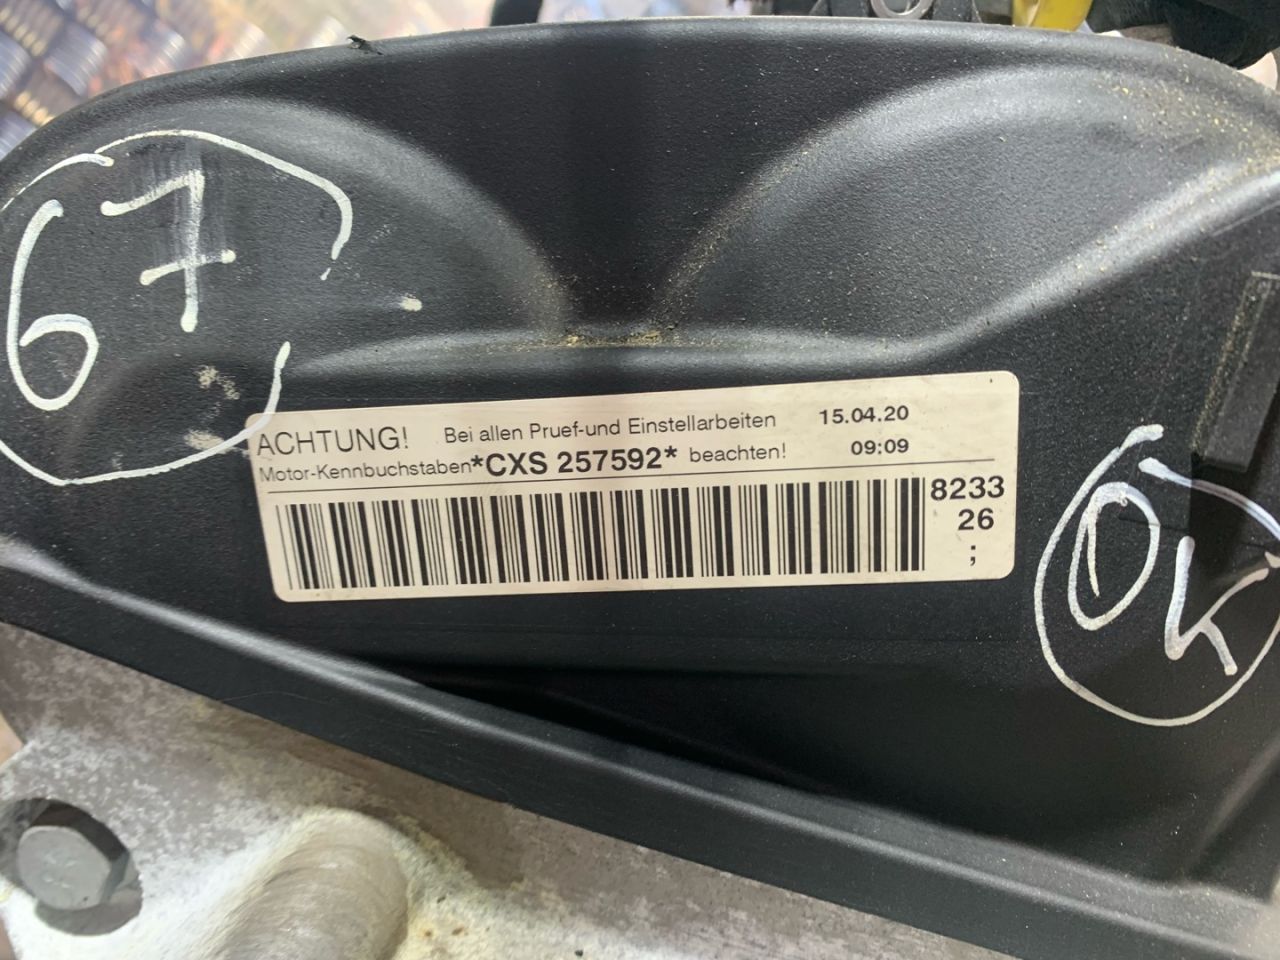 67
ACHTUNG! Bei allen Pruef-und Einstellarbeiten 15.04.20
Motor-Kennbuchstaben*CXS 257592* beachten! 09:09
8233
26
;
OK